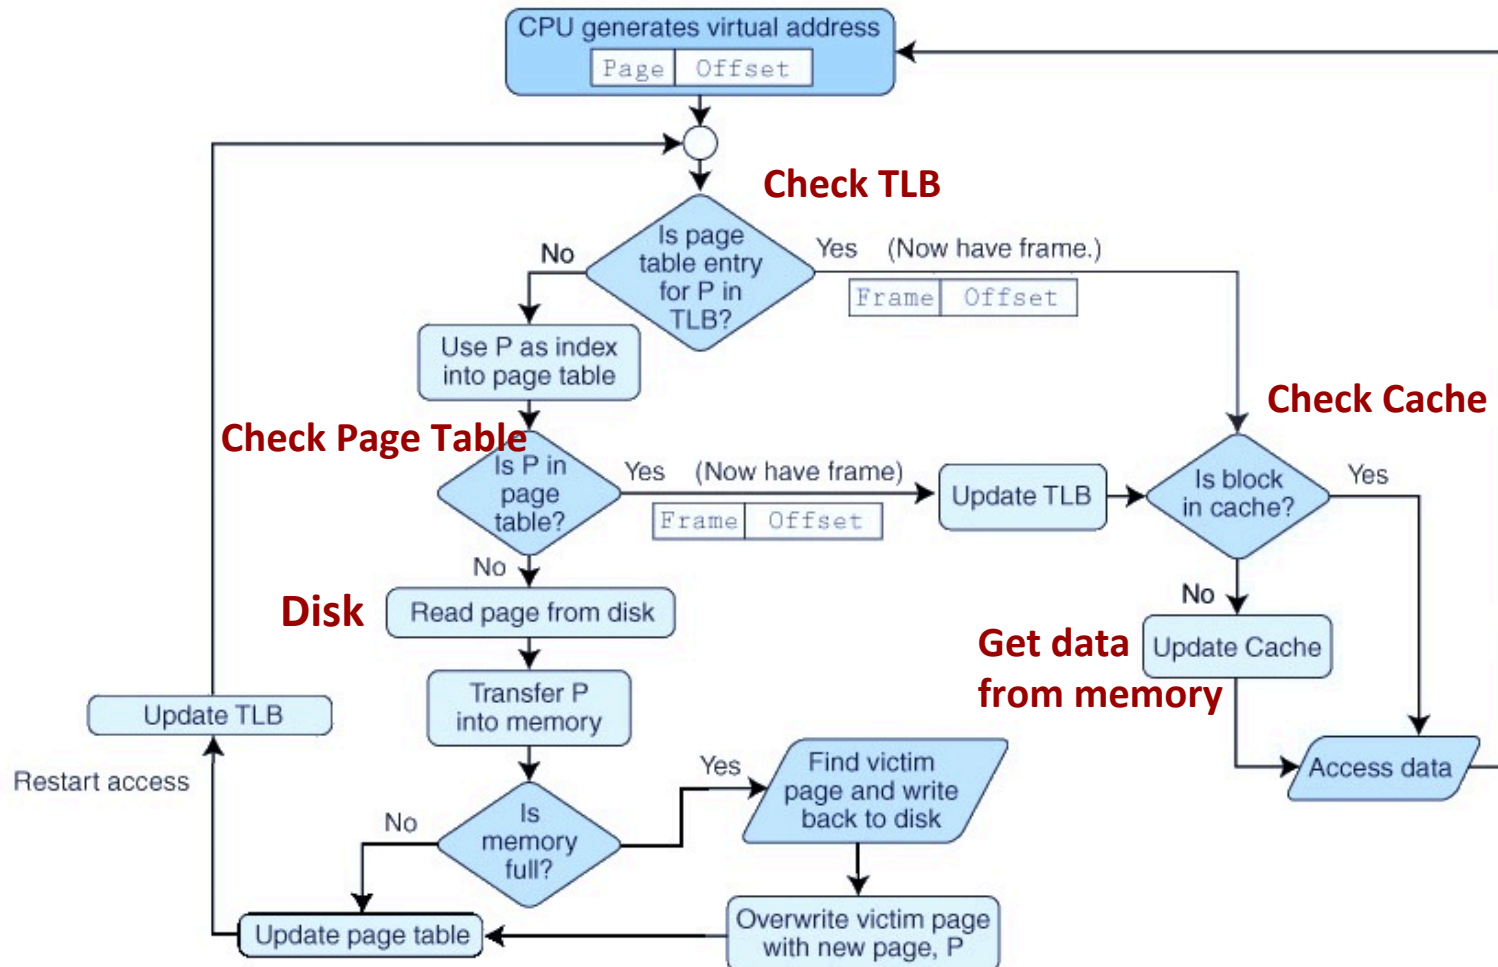 CPU generates virtual address
Page Offset
Check TLB
Is page
table entry
for P in
TLB?
No
Yes (Now have frame.)
Frame Offset
Use P as index
into page table
Check Cache
Check Page Table
Is P in
page
table?
Yes (Now have frame)
Frame Offset
Update TLB
Is block
in cache?
Yes
No
No
Disk
Read page from disk
Get data
from memory
Update Cache
Transfer P
into memory
Update TLB
Restart access
Is
memory
full?
No
Yes
Find victim
page and write
back to disk
Access data
Update page table
Overwrite victim page
with new page, P